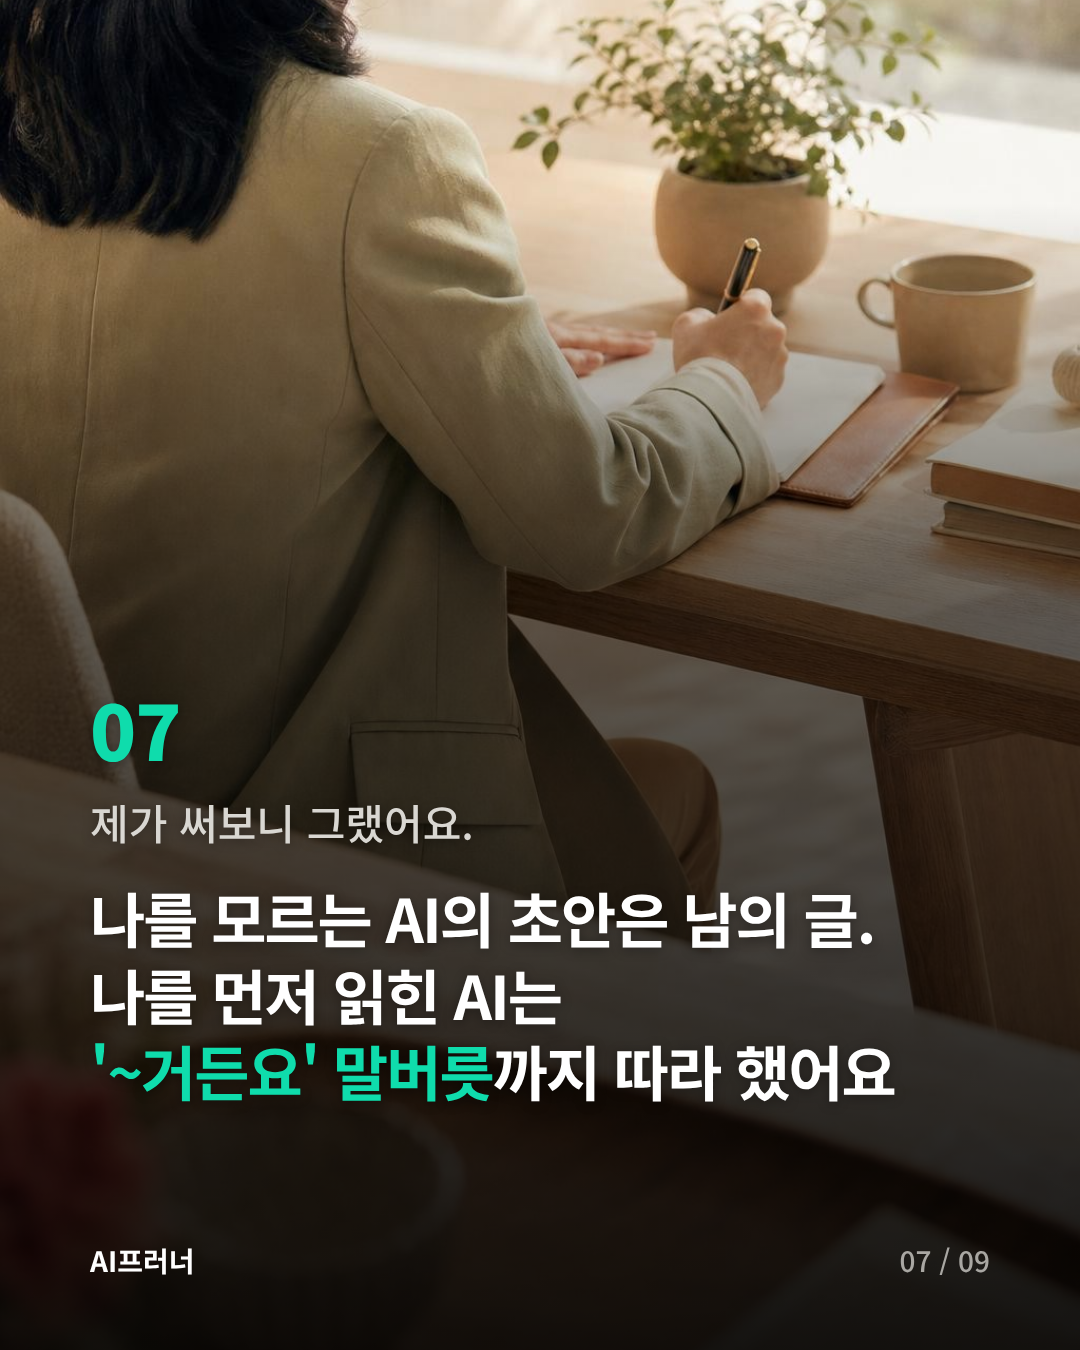 07
제가 써보니 그랬어요.
나를 모르는 AI의 초안은 남의 글.
나를 먼저 읽힌 AI는
'~거든요' 말버릇까지 따라 했어요
AI프러너
07 / 09